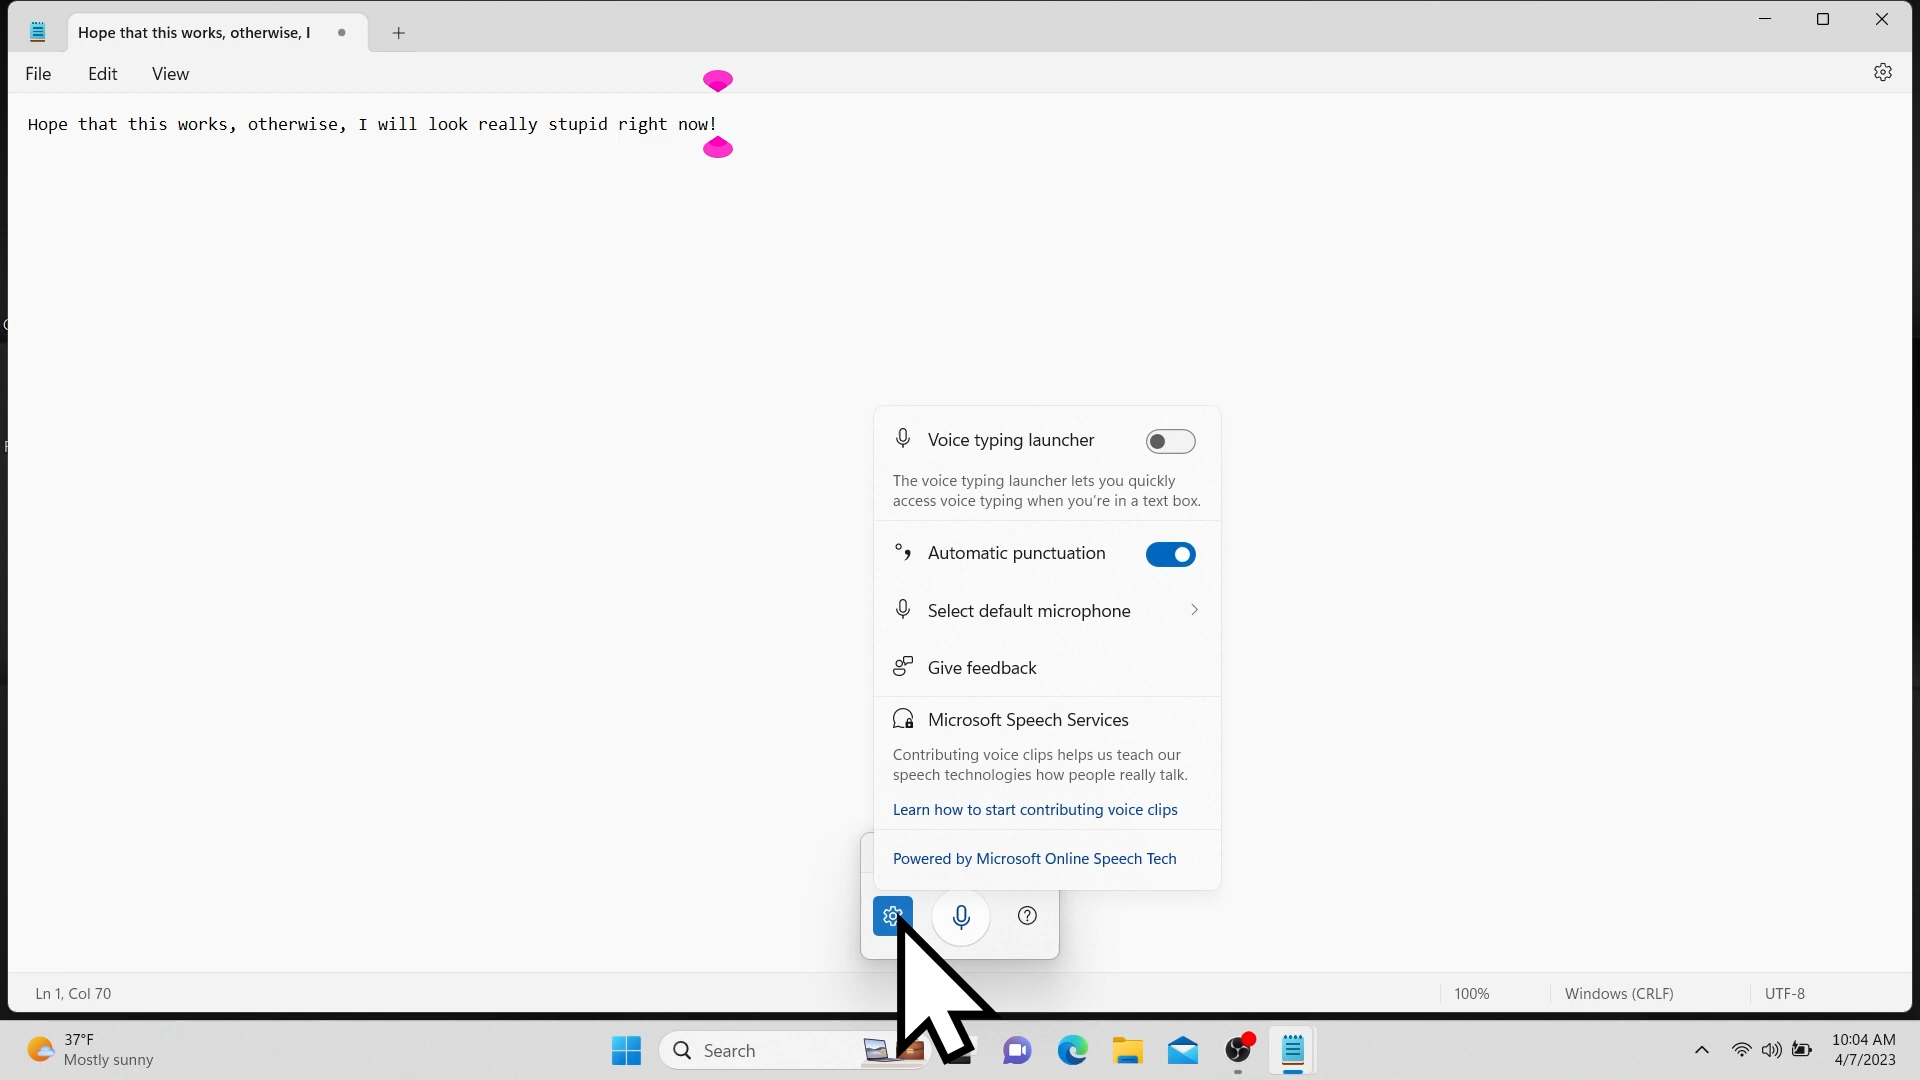 Hope that this works, otherwise, I
File Edit View
Hope that this works, otherwise, I will look really stupid right now!
Voice typing launcher
The voice typing launcher lets you quickly
access voice typing when you're in a text box.
Automatic punctuation
Select default microphone
Give feedback
Microsoft Speech Services
Contributing voice clips helps us teach our
speech technologies how people really talk.
Learn how to start contributing voice clips
Powered by Microsoft Online Speech Tech
Ln 1, Col 70
100%
Windows (CRLF)
UTF-8
37°F
Mostly sunny
Search
10:04 AM
4/7/2023